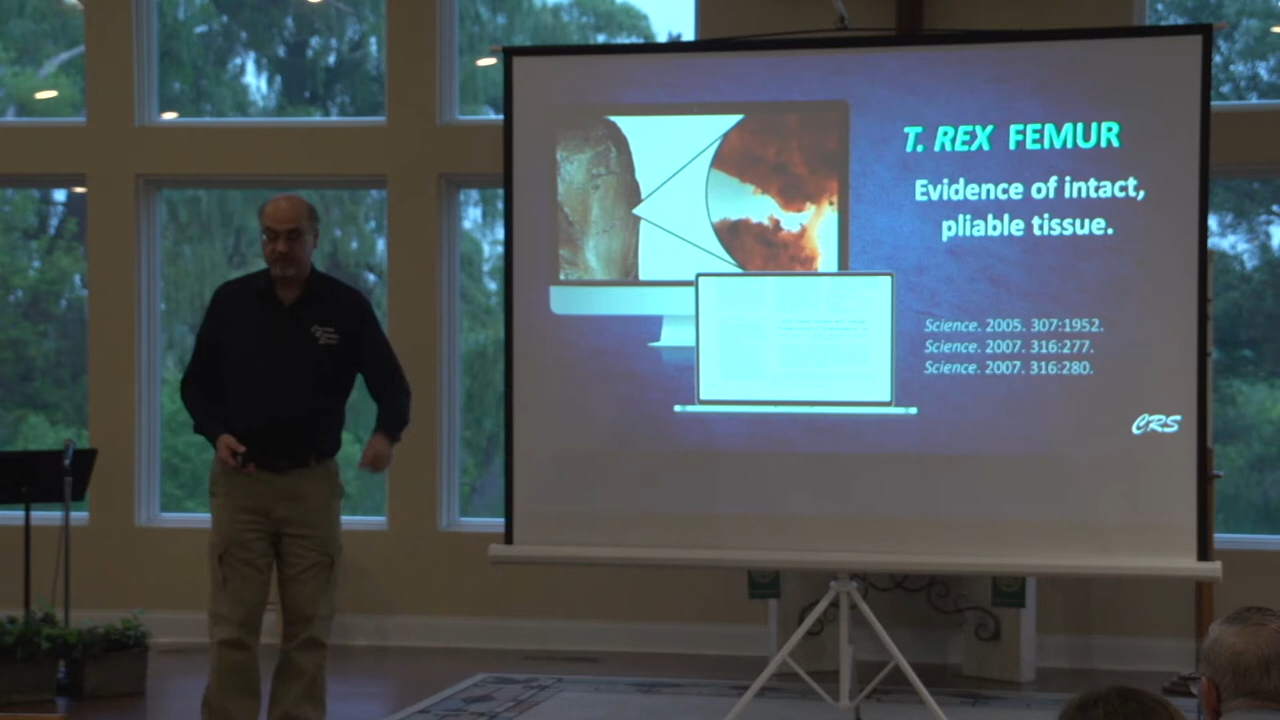 T. REX FEMUR
Evidence of intact,
pliable tissue.
Science. 2005. 307:1952.
Science. 2007. 316:277.
Science. 2007. 316:280.
CRS